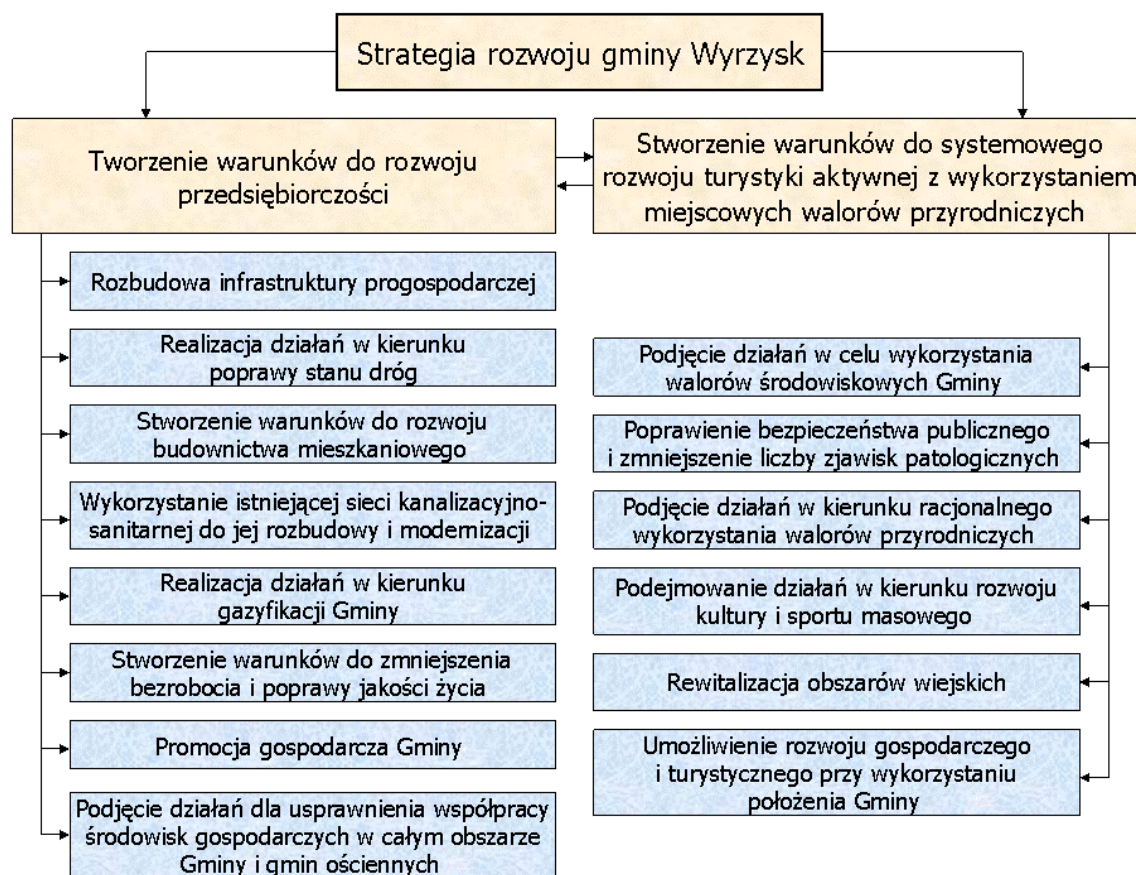 Strategia rozwoju gminy Wyrzysk
Tworzenie warunków do rozwoju
przedsiębiorczości
Stworzenie warunków do systemowego
rozwoju turystyki aktywnej z wykorzystaniem
miejscowych walorów przyrodniczych
Rozbudowa infrastruktury progospodarczej
Realizacja działań w kierunku
poprawy stanu dróg
Stworzenie warunków do rozwoju
budownictwa mieszkaniowego
Wykorzystanie istniejącej sieci kanalizacyjno-
sanitarnej do jej rozbudowy i modernizacji
Realizacja działań w kierunku
gazyfikacji Gminy
Stworzenie warunków do zmniejszenia
bezrobocia i poprawy jakości życia
Promocja gospodarcza Gminy
Podjęcie działań dla usprawnienia współpracy
środowisk gospodarczych w całym obszarze
Gminy i gmin ościennych
Podjęcie działań w celu wykorzystania
walorów środowiskowych Gminy
Poprawienie bezpieczeństwa publicznego
i zmniejszenie liczby zjawisk patologicznych
Podjęcie działań w kierunku racjonalnego
wykorzystania walorów przyrodniczych
Podejmowanie działań w kierunku rozwoju
kultury i sportu masowego
Rewitalizacja obszarów wiejskich
Umożliwienie rozwoju gospodarczego
i turystycznego przy wykorzystaniu
położenia Gminy